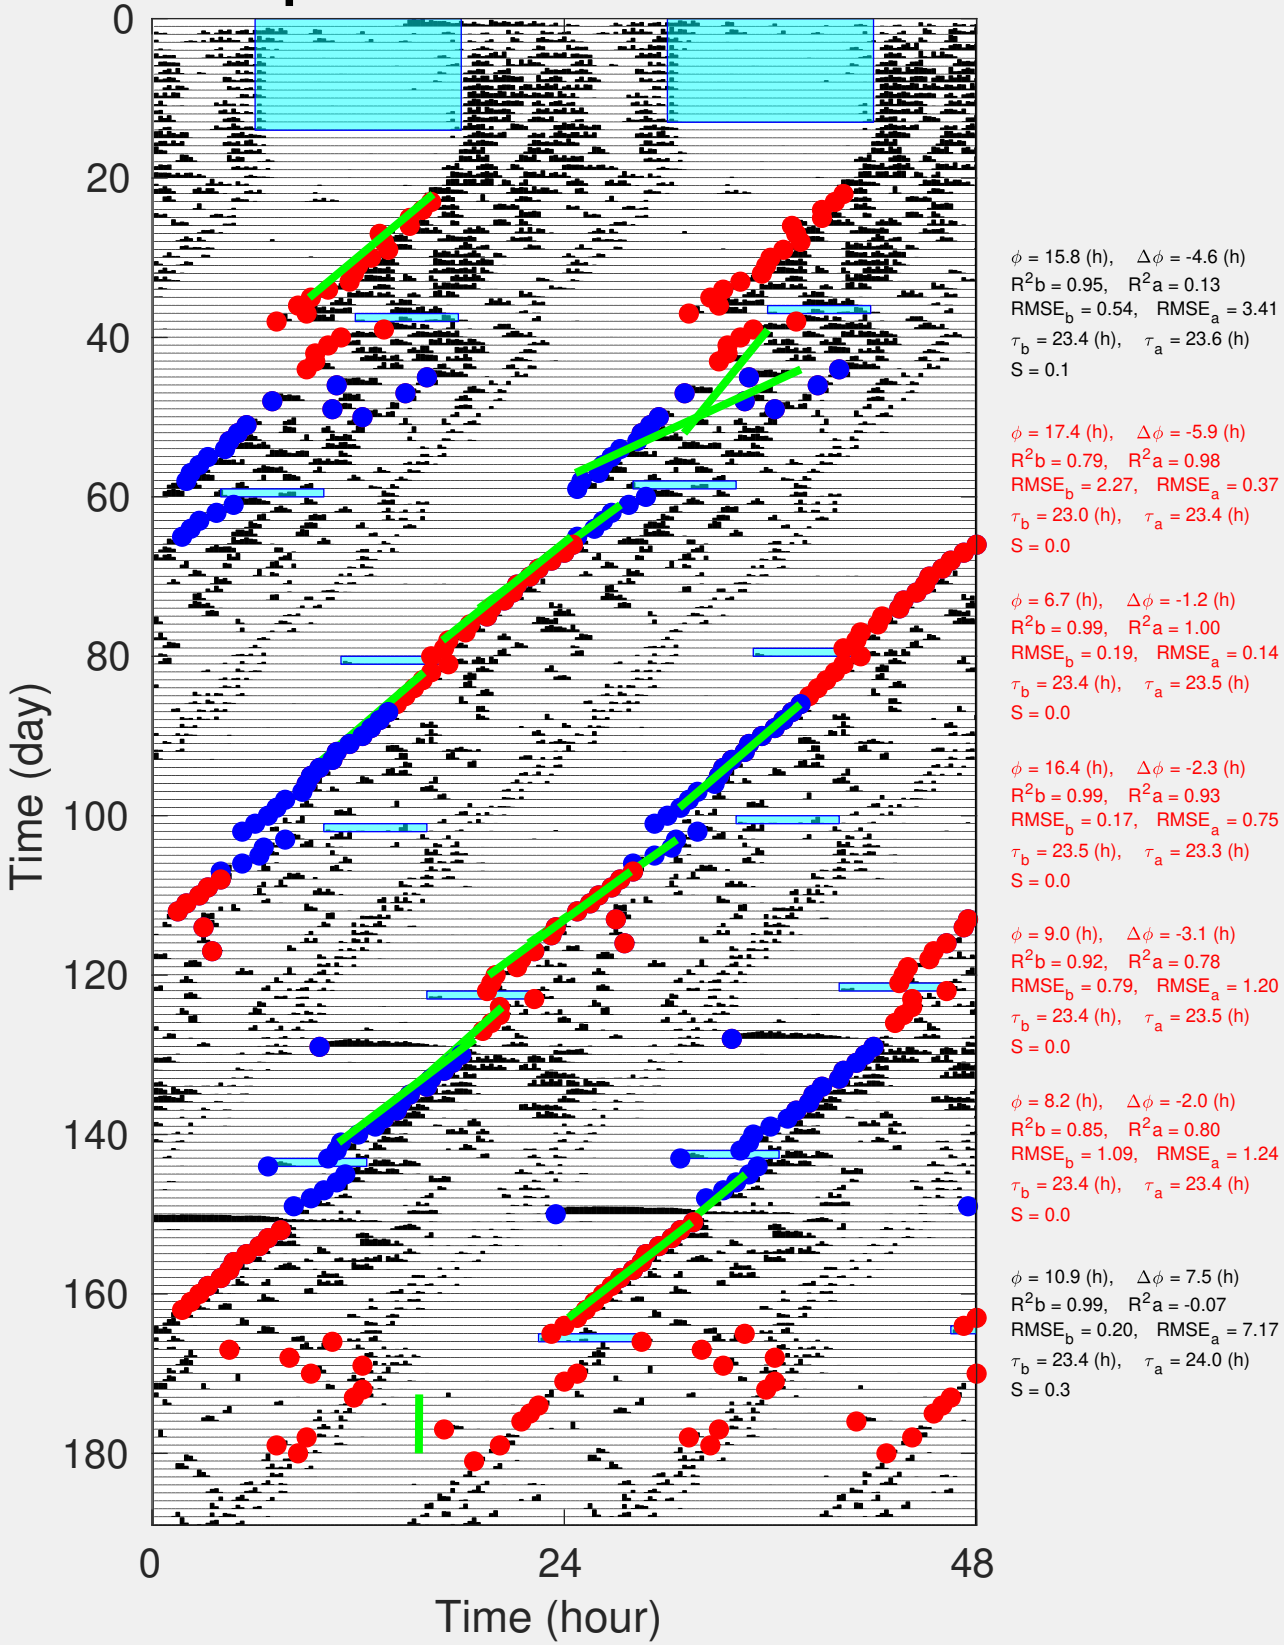 0
20
40
60
80
100
120
140
160
180
Time (day)
0 24 48
Time (hour)
ϕ = 15.8 (h), Δϕ = -4.6 (h)
R²b = 0.95, R²a = 0.13
RMSE_b = 0.54, RMSE_a = 3.41
τ_b = 23.4 (h), τ_a = 23.6 (h)
S = 0.1
ϕ = 17.4 (h), Δϕ = -5.9 (h)
R²b = 0.79, R²a = 0.98
RMSE_b = 2.27, RMSE_a = 0.37
τ_b = 23.0 (h), τ_a = 23.4 (h)
S = 0.0
ϕ = 6.7 (h), Δϕ = -1.2 (h)
R²b = 0.99, R²a = 1.00
RMSE_b = 0.19, RMSE_a = 0.14
τ_b = 23.4 (h), τ_a = 23.5 (h)
S = 0.0
ϕ = 16.4 (h), Δϕ = -2.3 (h)
R²b = 0.99, R²a = 0.93
RMSE_b = 0.17, RMSE_a = 0.75
τ_b = 23.5 (h), τ_a = 23.3 (h)
S = 0.0
ϕ = 9.0 (h), Δϕ = -3.1 (h)
R²b = 0.92, R²a = 0.78
RMSE_b = 0.79, RMSE_a = 1.20
τ_b = 23.4 (h), τ_a = 23.5 (h)
S = 0.0
ϕ = 8.2 (h), Δϕ = -2.0 (h)
R²b = 0.85, R²a = 0.80
RMSE_b = 1.09, RMSE_a = 1.24
τ_b = 23.4 (h), τ_a = 23.4 (h)
S = 0.0
ϕ = 10.9 (h), Δϕ = 7.5 (h)
R²b = 0.99, R²a = -0.07
RMSE_b = 0.20, RMSE_a = 7.17
τ_b = 23.4 (h), τ_a = 24.0 (h)
S = 0.3